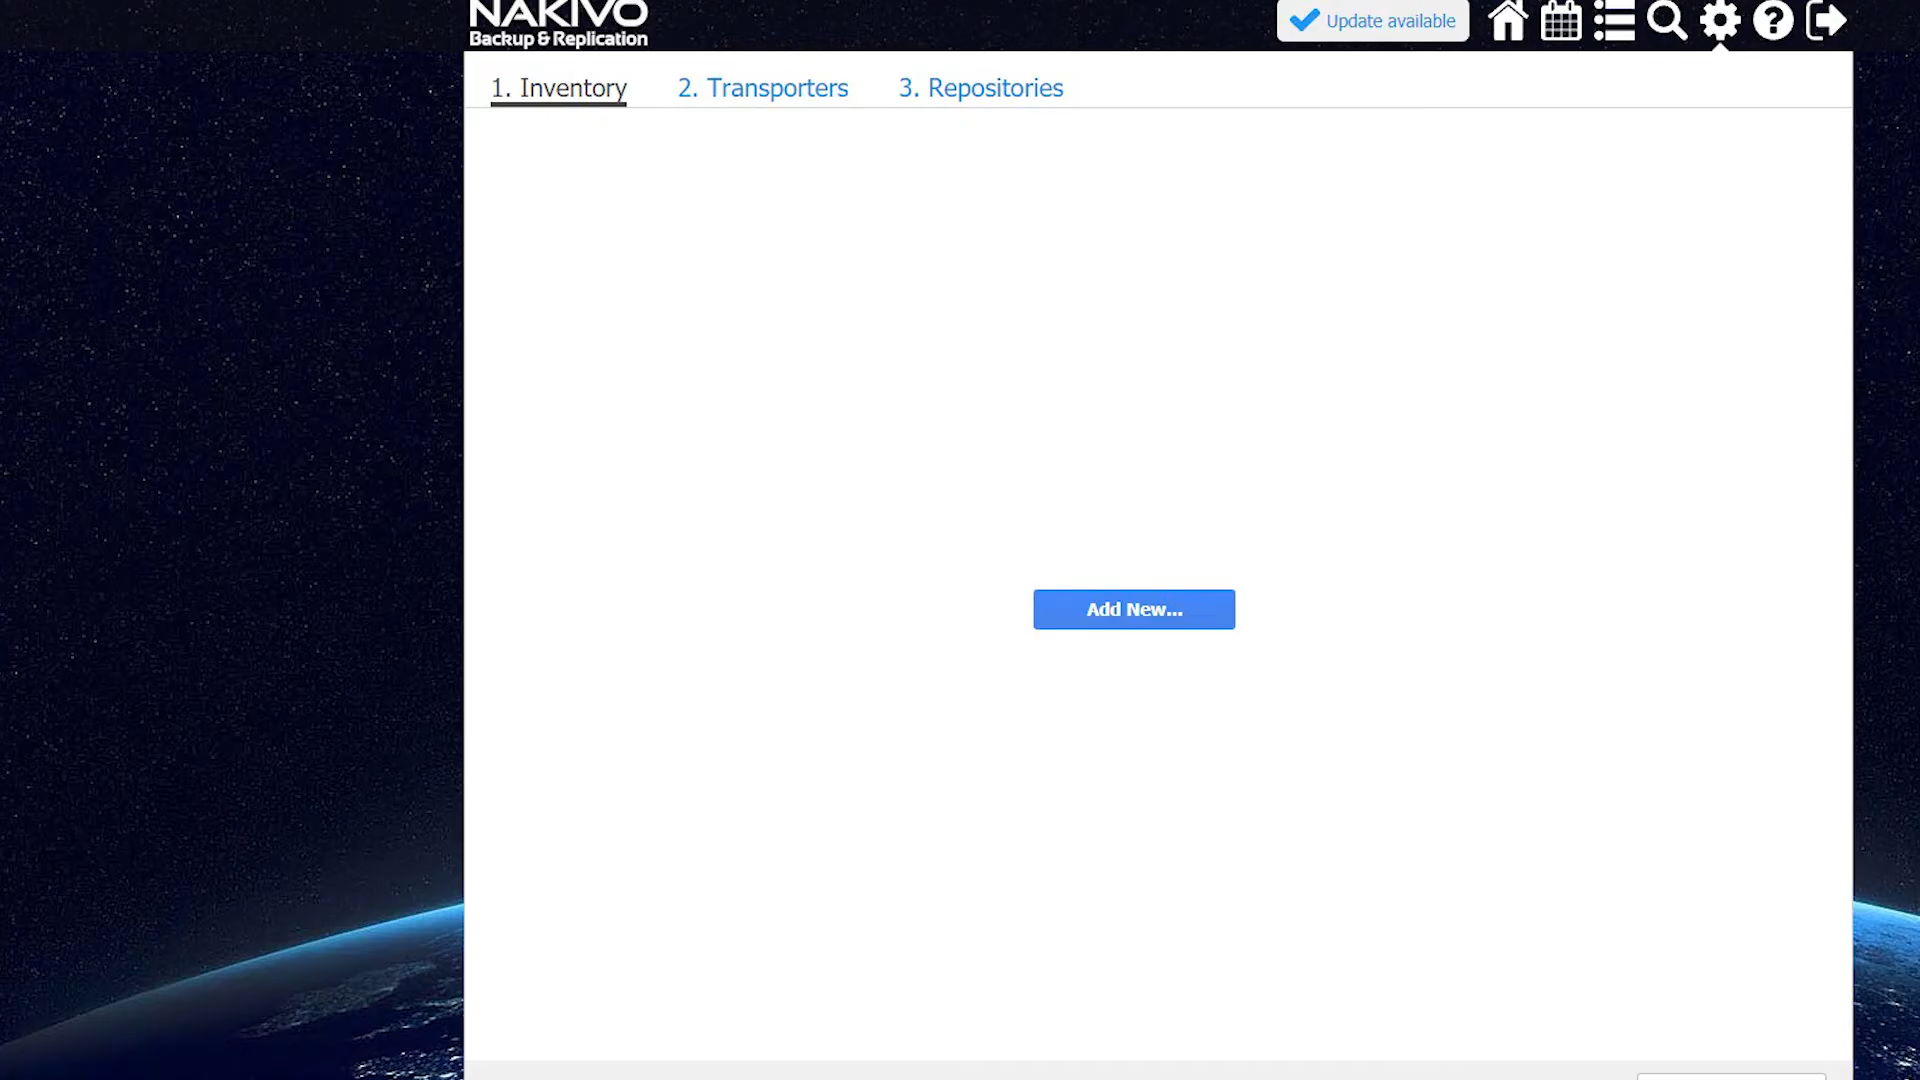 NAKIVO
Backup & Replication
Update available
1. Inventory
2. Transporters
3. Repositories
Add New...